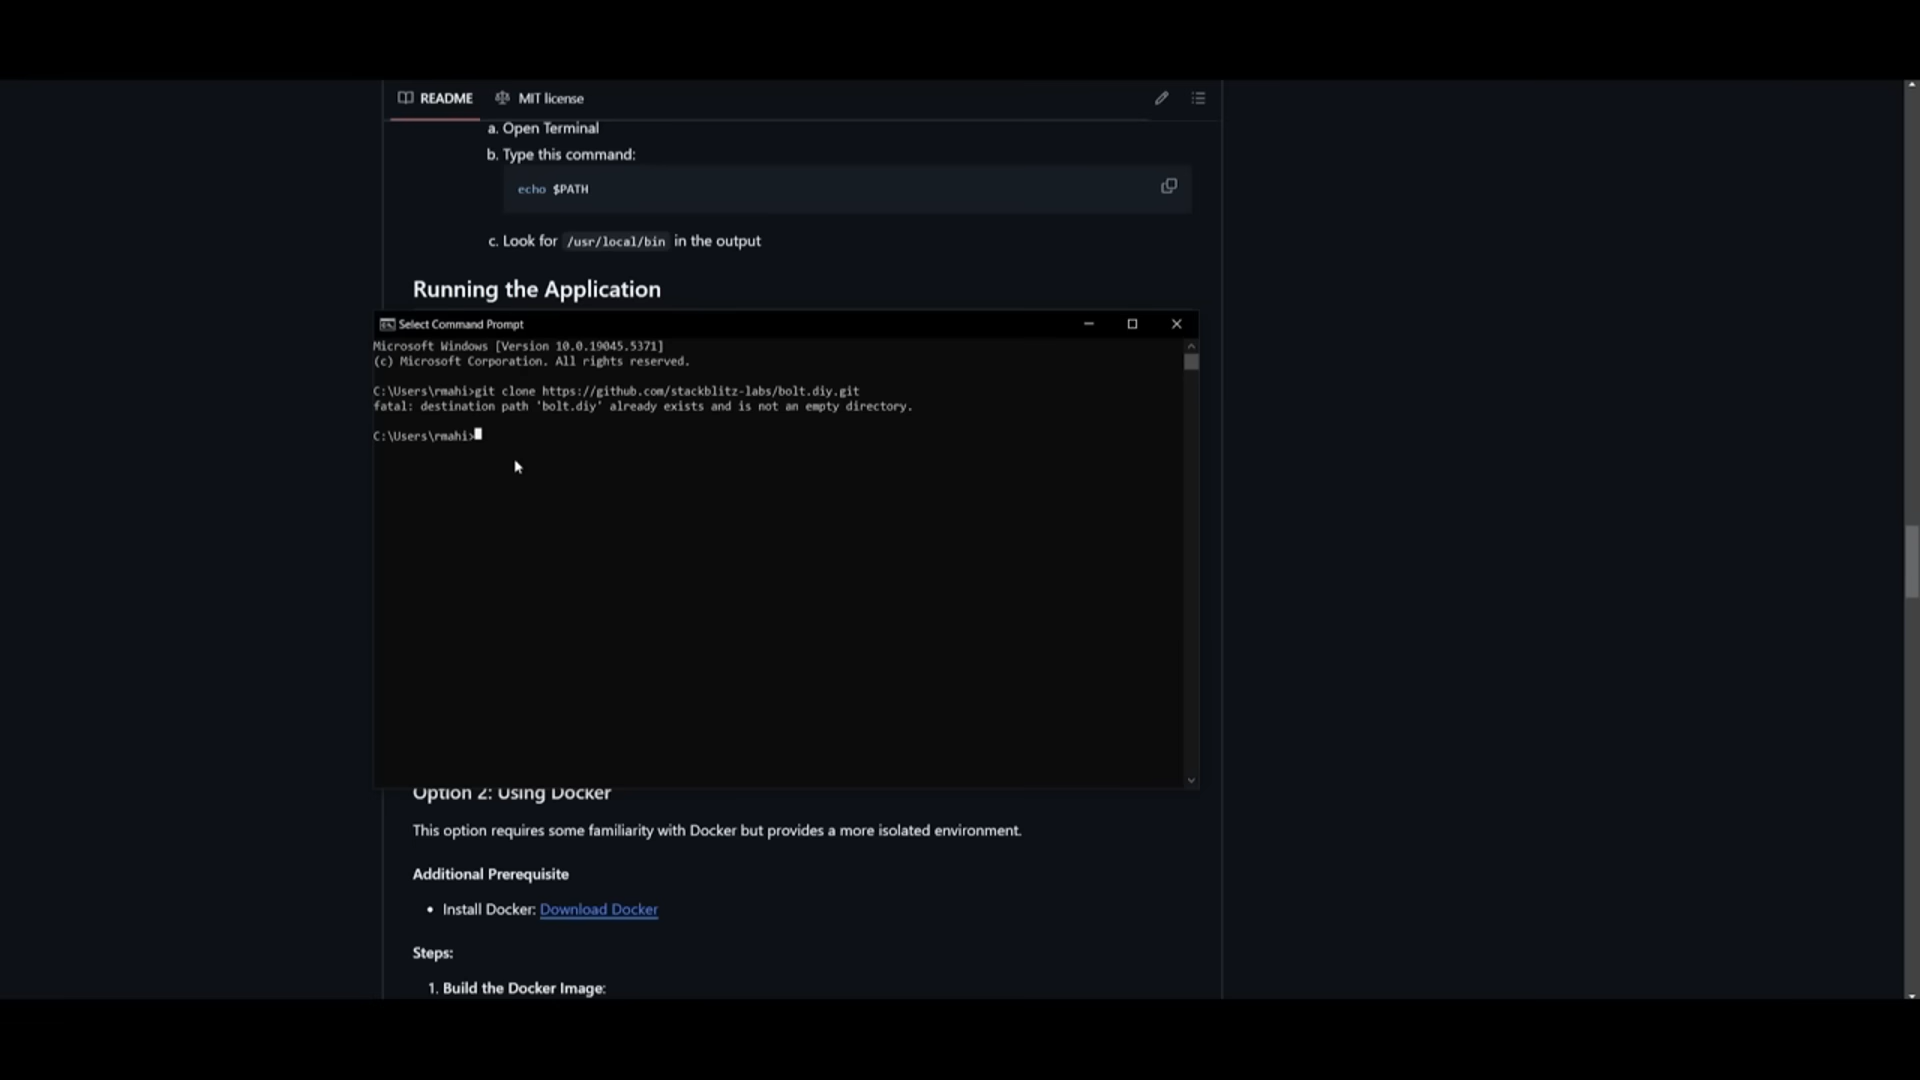 README MIT license
a. Open Terminal
b. Type this command:
echo $PATH
c. Look for /usr/local/bin in the output
Running the Application
Select Command Prompt
Microsoft Windows [Version 10.0.19045.5371]
(c) Microsoft Corporation. All rights reserved.
C:\Users\rmahi>git clone https://github.com/stackblitz-labs/bolt.diy.git
fatal: destination path 'bolt.diy' already exists and is not an empty directory.
C:\Users\rmahi>
Option 2: Using Docker
This option requires some familiarity with Docker but provides a more isolated environment.
Additional Prerequisite
• Install Docker: Download Docker
Steps:
1. Build the Docker Image: